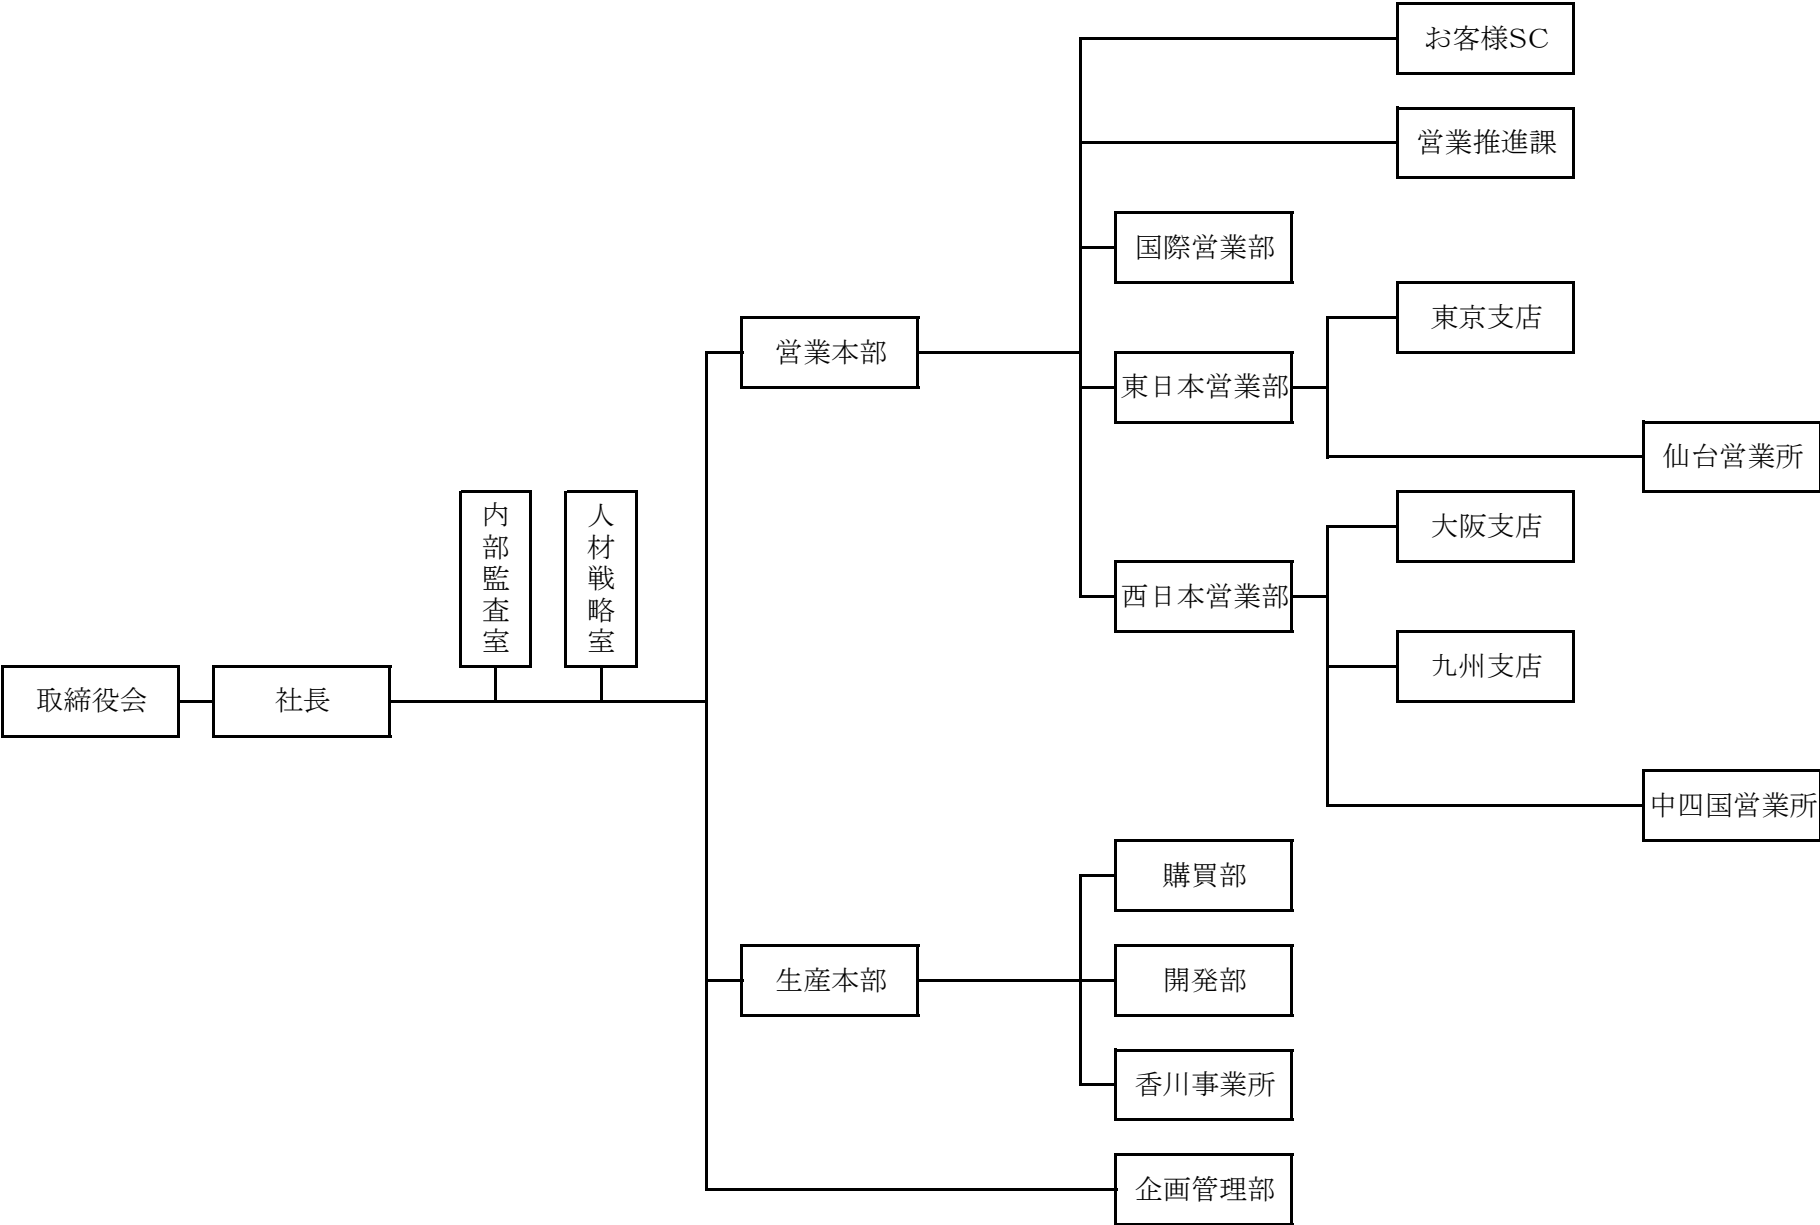 お客様SC
営業推進課
国際営業部
東京支店
営業本部
東日本営業部
仙台営業所
内部監査室
人材戦略室
大阪支店
西日本営業部
九州支店
取締役会
社長
中四国営業所
購買部
生産本部
開発部
香川事業所
企画管理部